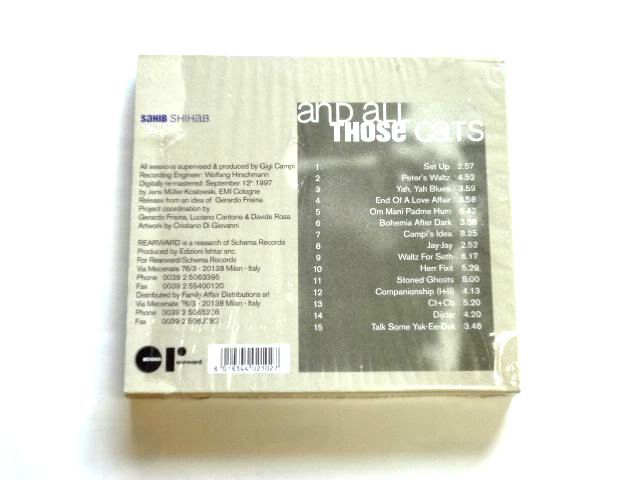 and all
THOSE CATS
SAHIB SHIHAB
All sessions supervised & produced by Gigi Campi
Recording Engineer: Wolfang Hirschmann
Digitally re-mastered: September 12th 1997
by Jens Müller-Koslowski, EMI Cologne
Release from an idea of Gerardo Frisina
Project coordination by
Gerardo Frisina, Luciano Cantone & Davide Rosa
Artwork by Cristiano Di Giovanni
REARWARD is a research of Schema Records
Produced by Edizioni Ishtar snc.
For Rearward/Schema Records
Via Mecenate 76/3 - 20138 Milan - Italy
Phone 0039 2 5063395
Fax 0039 2 55400120
Distributed by Family Affair Distributions srl
Via Mecenate 76/3 - 20138 Milan - Italy
Phone
Fax
1 Set Up 2.57
2 Peter's Waltz 4.52
3 Yah, Yah Blues 3.59
4 End Of A Love Affair 3.58
5 Om Mani Padme Hum 5.42
6 Bohemia After Dark 3.38
7 Campi's Idea 8.25
8 Jay-Jay 2.52
9 Waltz For Seth 6.17
10 Herr Fixit 5.29
11 Stoned Ghosts 5.00
12 Companionship (I+II) 4.13
13 Ct+Cb 5.20
14 Dijdar 4.20
15 Talk Some Yak-Ee-Dak 3.48
rearward
8 018344 021027